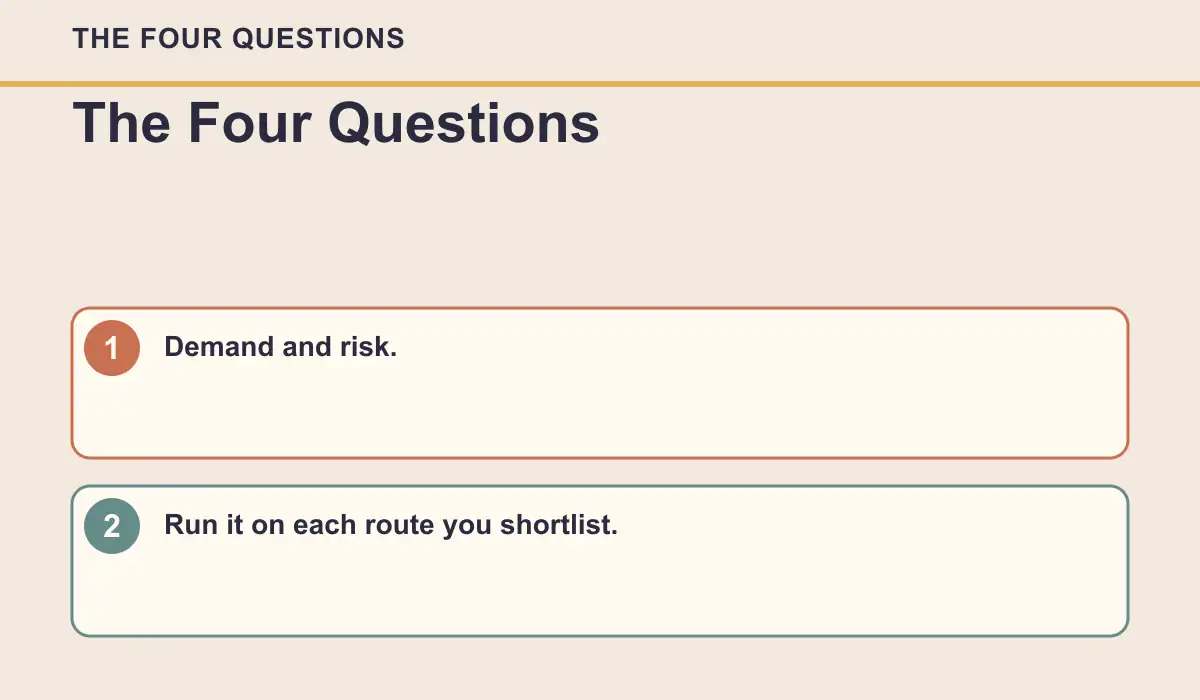 THE FOUR QUESTIONS
The Four Questions
1 Demand and risk.
2 Run it on each route you shortlist.